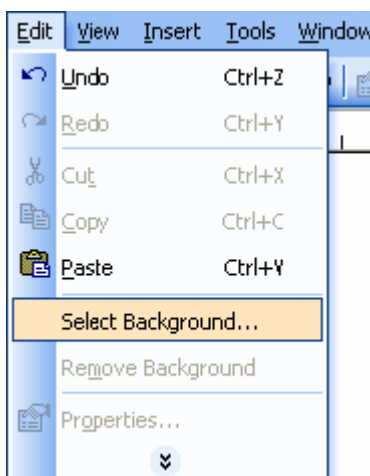 Edit View Insert Tools Window
Undo Ctrl+Z
Redo Ctrl+Y
Cut Ctrl+X
Copy Ctrl+C
Paste Ctrl+V
Select Background...
Remove Background
Properties...